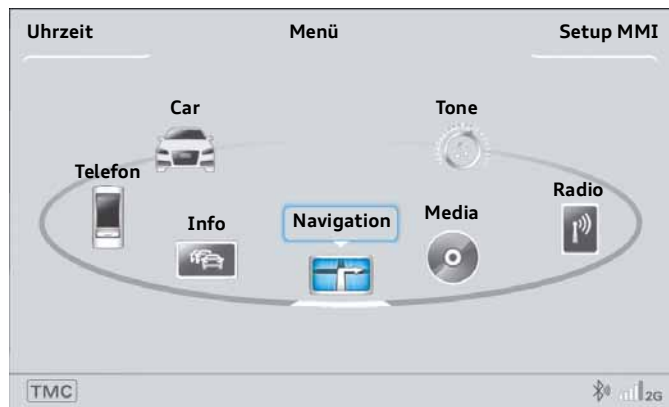 Uhrzeit Menü Setup MMI
Car Tone
Telefon Radio
Info Navigation Media
TMC 2G